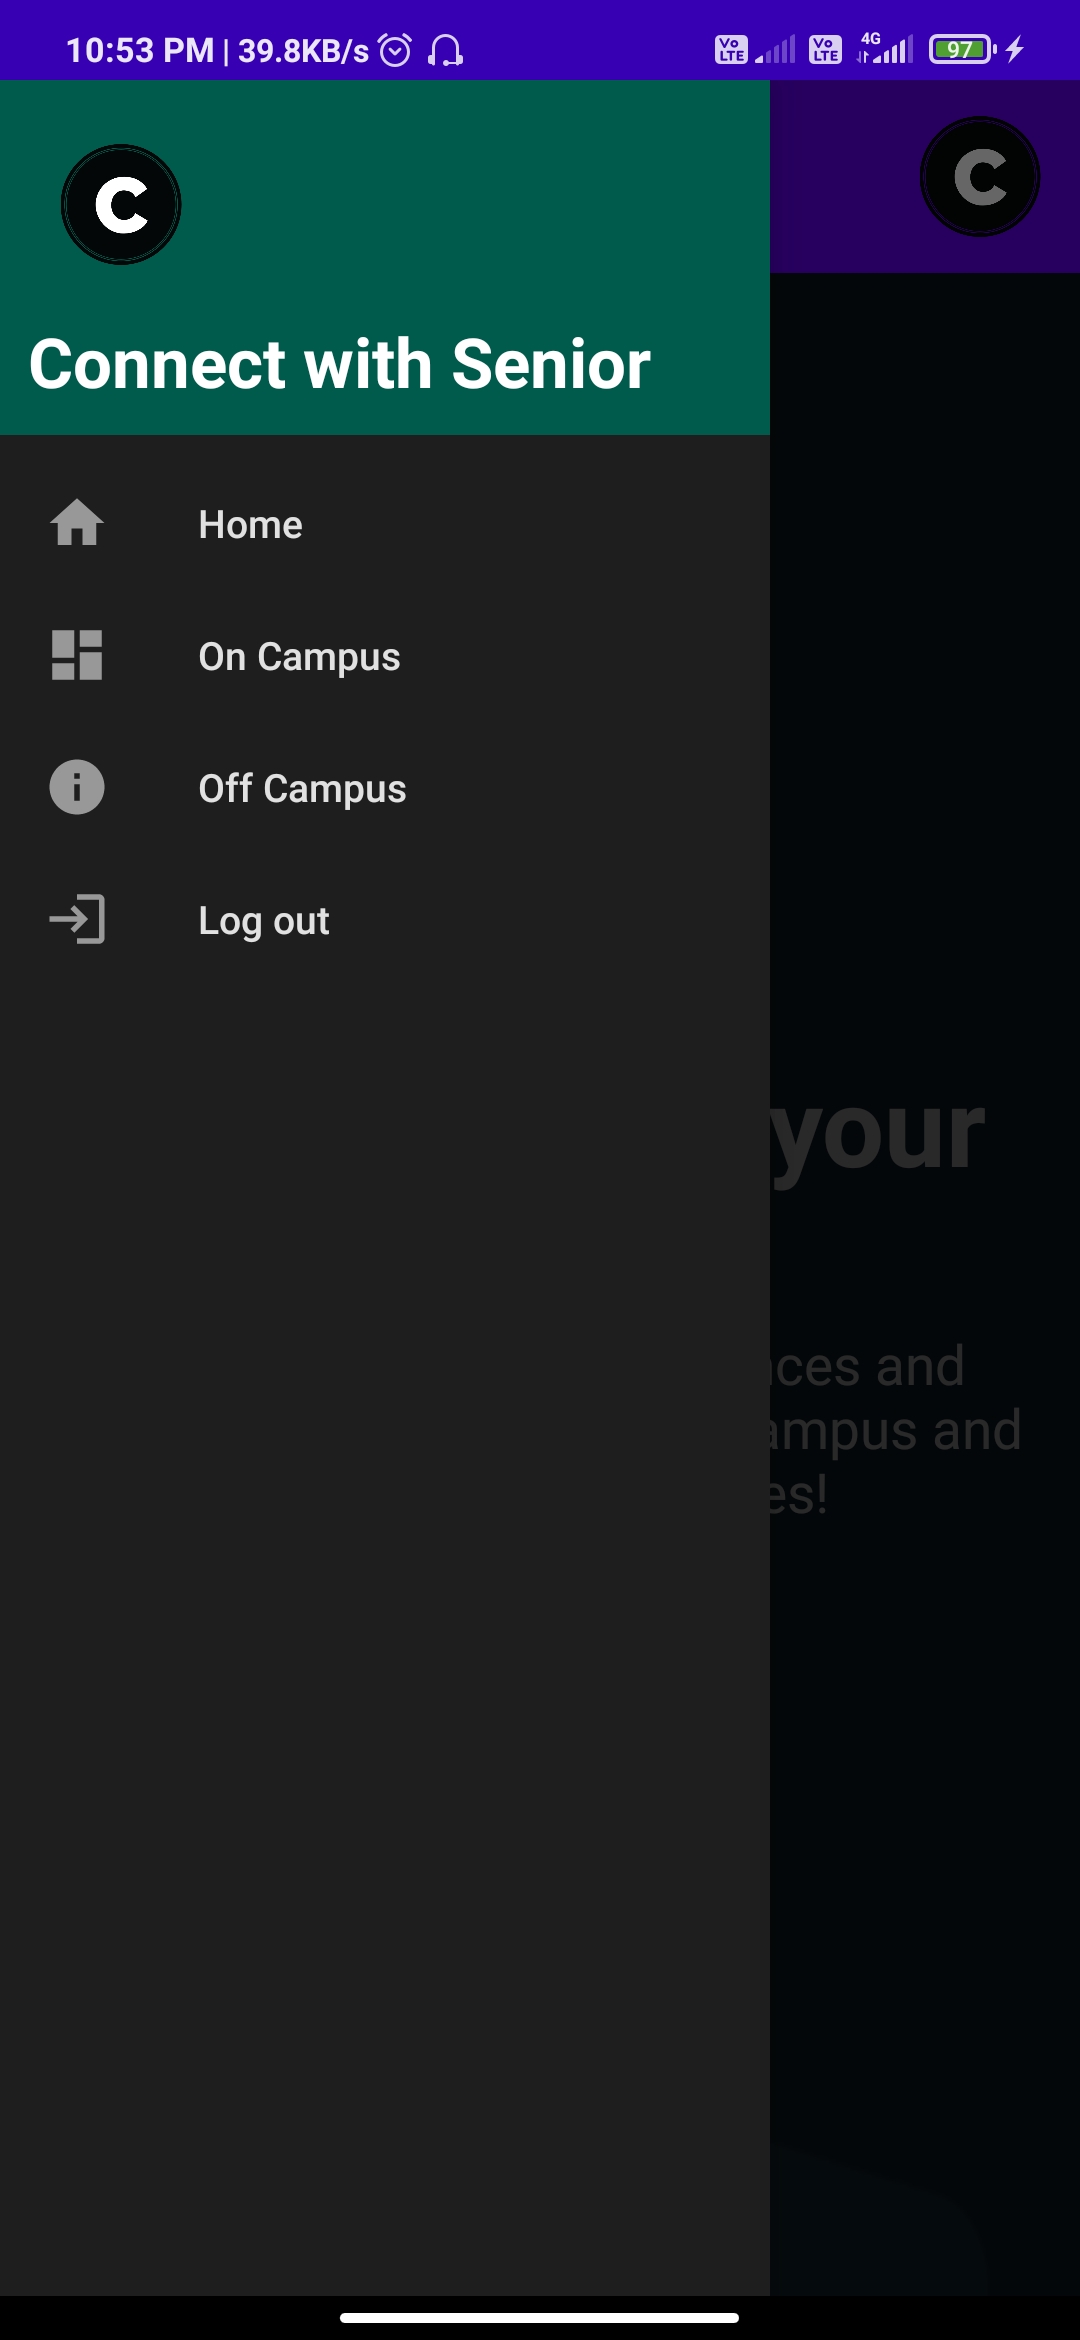 10:53 PM | 39.8KB/s Vo LTE Vo LTE 4G 97
C
C
Connect with Senior
Home
On Campus
Off Campus
Log out
your
ces and
ampus and
es!